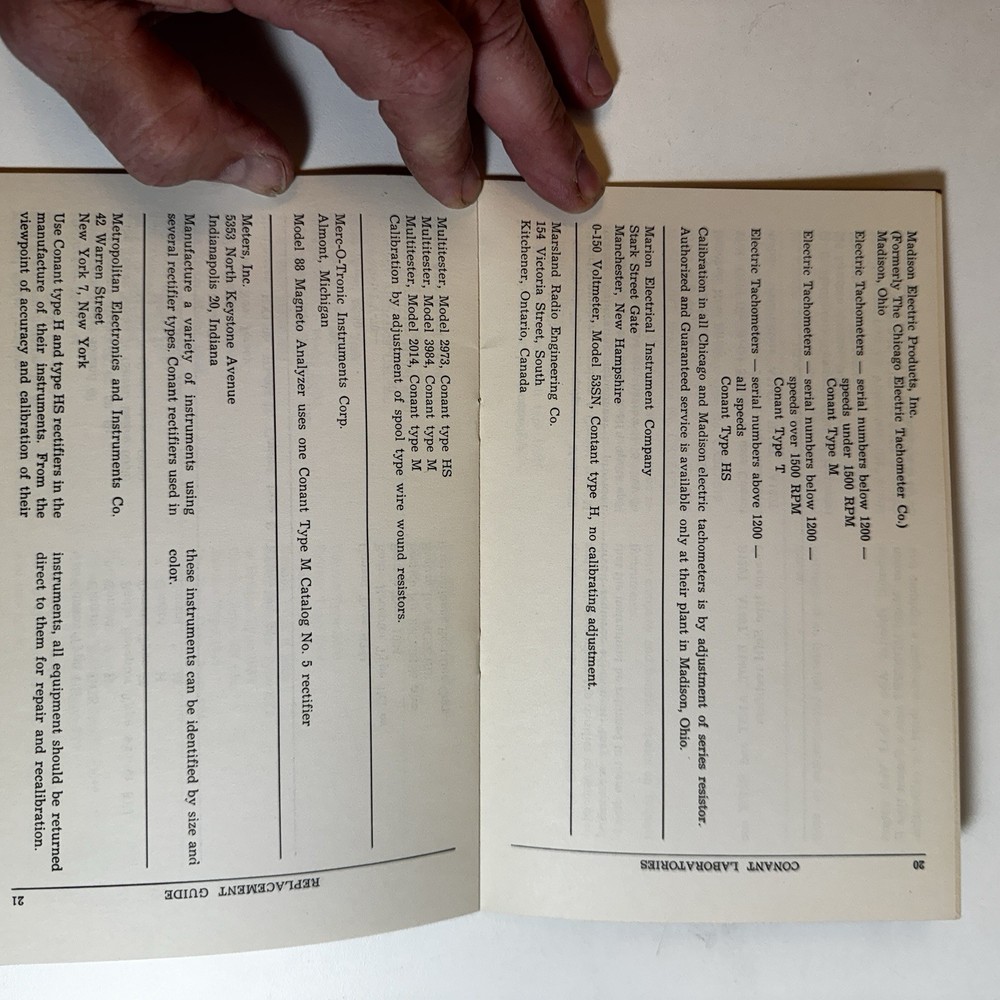 Madison Electric Products, Inc.
(Formerly The Chicago Electric Tachometer Co.)
Madison, Ohio
Electric Tachometers — serial numbers below 1200 —
speeds under 1500 RPM
Conant Type M
Electric Tachometers — serial numbers below 1200 —
speeds over 1500 RPM
Conant Type T
Electric Tachometers — serial numbers above 1200 —
all speeds
Conant Type HS
Calibration in all Chicago and Madison electric tachometers is by adjustment of series resistor.
Authorized and Guaranteed service is available only at their plant in Madison, Ohio.
Marion Electrical Instrument Company
Stark Street Gate
Manchester, New Hampshire
0-150 Voltmeter, Model 53SN, Contant type H, no calibrating adjustment.
Marsland Radio Engineering Co.
154 Victoria Street, South
Kitchener, Ontario, Canada
CONANT LABORATORIES
20
Multitester, Model 2973, Conant type HS
Multitester, Model 3984, Conant type M
Multitester, Model 2014, Conant type M
Calibration by adjustment of spool type wire wound resistors.
Merc-O-Tronic Instruments Corp.
Almont, Michigan
Model 88 Magneto Analyzer uses one Conant Type M Catalog No. 5 rectifier
Meters, Inc.
5353 North Keystone Avenue
Indianapolis 20, Indiana
Manufacture a variety of instruments using
several rectifier types. Conant rectifiers used in
these instruments can be identified by size and
color.
Metropolitan Electronics and Instruments Co.
42 Warren Street
New York 7, New York
Use Conant type H and type HS rectifiers in the
manufacture of their instruments. From the
viewpoint of accuracy and calibration of their
instruments, all equipment should be returned
direct to them for repair and recalibration.
REPLACEMENT GUIDE
21